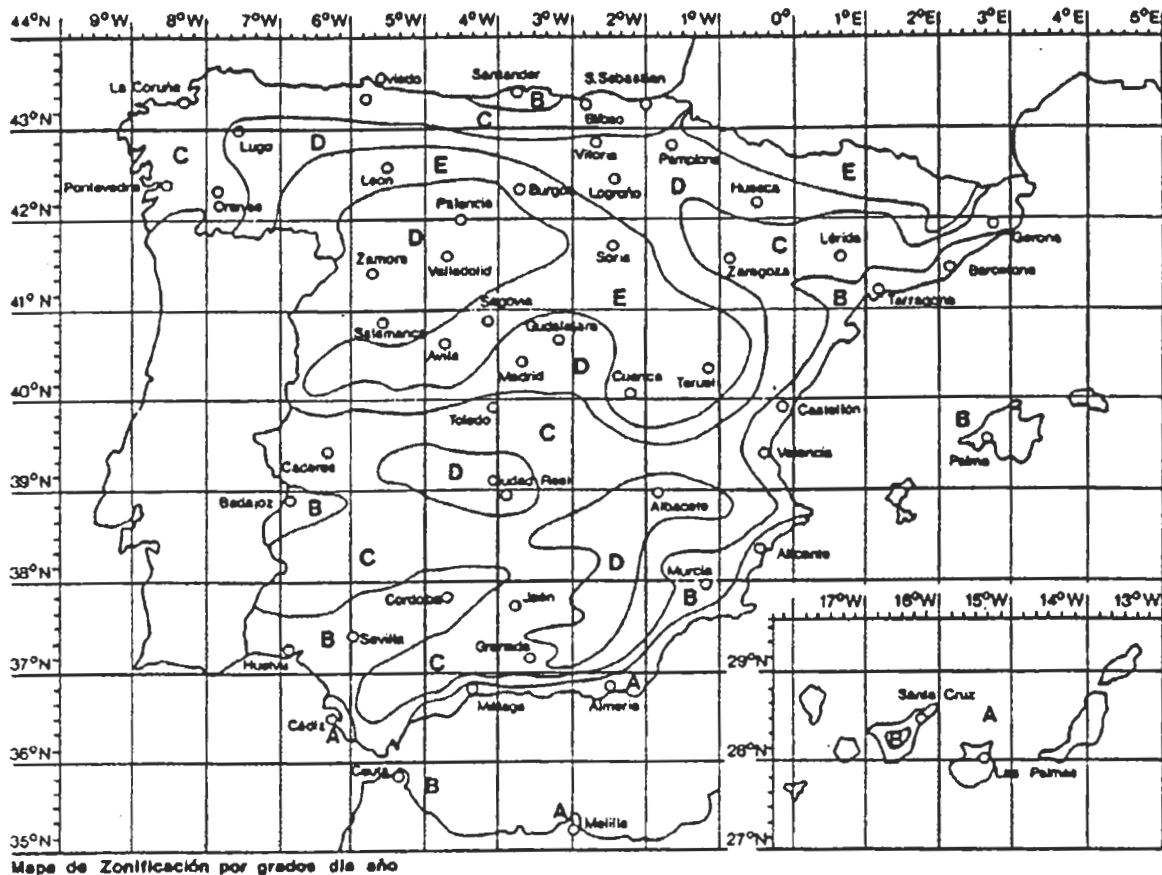 44°N 9°W 8°W 7°W 6°W 5°W 4°W 3°W 2°W 1°W 0° 1°E 2°E 3°E 4°E 5°E
La Coruña Oviedo Santander S. Sebastian
B
43°N C Bilbao
Lugo D
C Vitoria Pamplona
E E
Leon
Pontevedra Orense Burgos Logroño D Huesca
42°N Palencia
D C Lérida Gerona
Zamora Valladolid Soria Zaragoza Barcelona
41°N Segovia E B Tarragona
Salamanca Guadalajara
Avila Madrid D Cuenca Teruel
40°N
Toledo Castellón B
C
Caceres Valencia Palma
D Ciudad Real
39°N
Badajoz B Albacete
C Alicante
38°N D Murcia
Cordoba Jaén B
17°W 16°W 15°W 14°W 13°W
B Sevilla
Huelva Granada
37°N C 29°N
A Santa Cruz
Málaga Almeria A
Cádiz
A B
36°N 28°N
Ceuta Las Palmas
B
A Melilla
35°N 27°N
Mapa de Zonificación por grados dia año